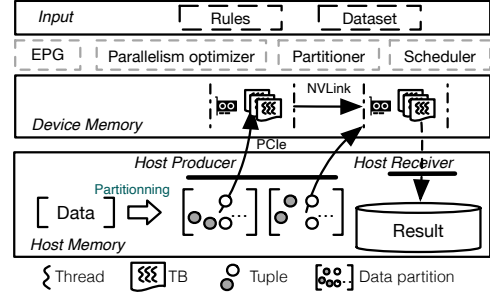 Input
Rules
Dataset
EPG
Parallelism optimizer
Partitioner
Scheduler
NVLink
Device Memory
PCIe
Host Producer
Host Receiver
Partitionning
[ Data ]
...
...
Result
Host Memory
Thread
TB
Tuple
Data partition